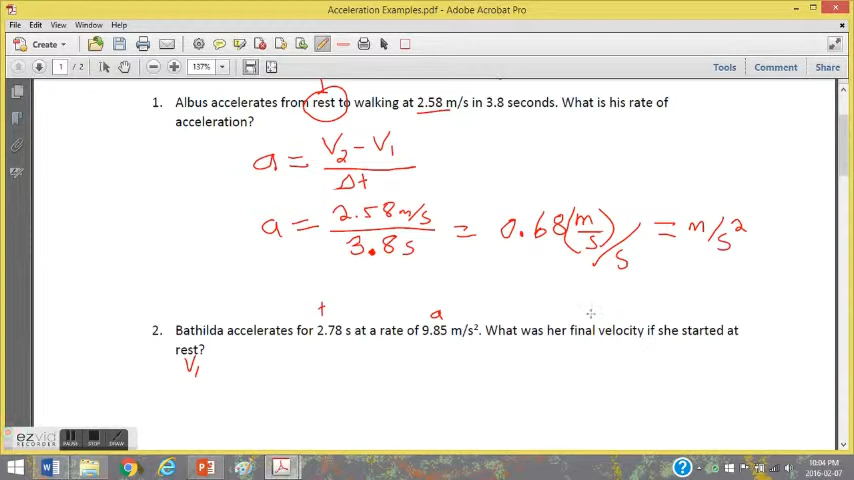 Acceleration Examples.pdf - Adobe Acrobat Pro
File Edit View Window Help
Create
1 / 2 137% Tools Comment Share
1. Albus accelerates from rest to walking at 2.58 m/s in 3.8 seconds. What is his rate of
acceleration?
a = V₂ - V₁ / Δt
a = 2.58 m/s / 3.8 s = 0.68 (m/s)/s = m/s²
t a
2. Bathilda accelerates for 2.78 s at a rate of 9.85 m/s². What was her final velocity if she started at
rest?
V₁
ezvid
RECORDER
PAUSE STOP DRAW
10:04 PM
2016-02-07